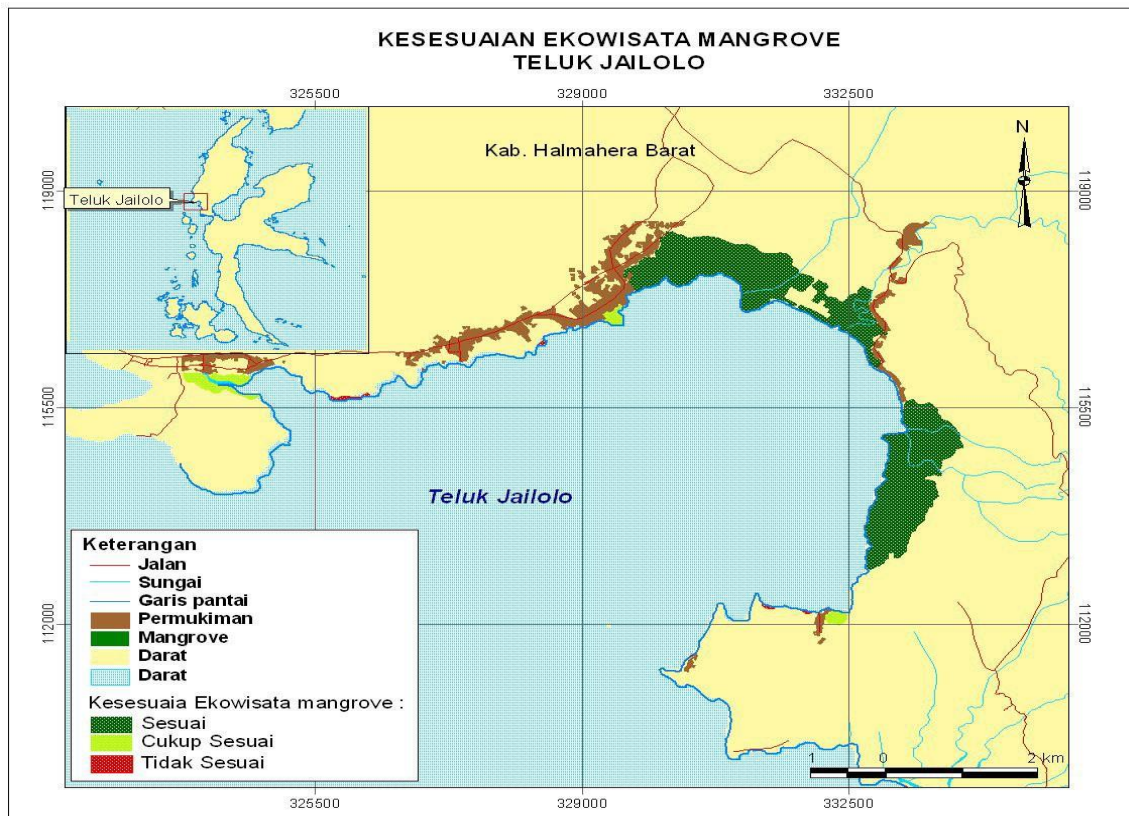 KESESUAIAN EKOWISATA MANGROVE
TELUK JAILOLO
325500
329000
332500
N
Kab. Halmahera Barat
119000
119000
Teluk Jailolo
115500
115500
Teluk Jailolo
Keterangan
Jalan
Sungai
Garis pantai
Permukiman
Mangrove
Darat
Darat
Kesesuaia Ekowisata mangrove :
Sesuai
Cukup Sesuai
Tidak Sesuai
112000
112000
1
0
2 km
325500
329000
332500